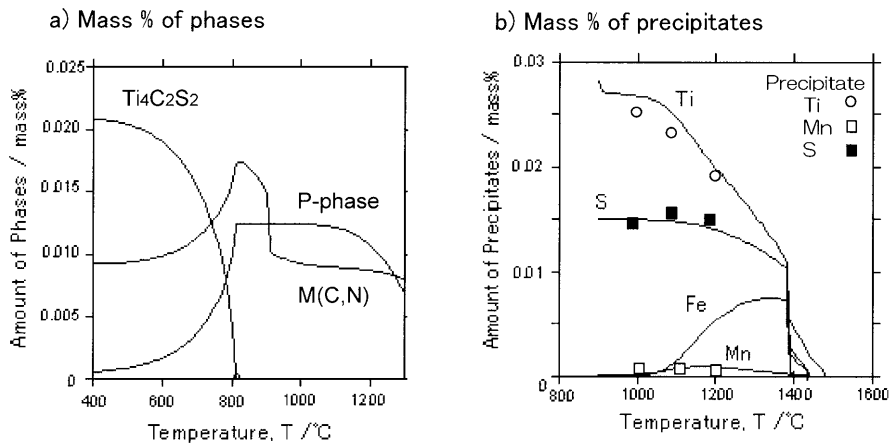 a) Mass % of phases
0.025
0.020
0.015
0.010
0.005
0
400
600
800
1000
1200
Amount of Phases / mass%
Temperature, T /°C
Ti4C2S2
P-phase
M(C,N)
b) Mass % of precipitates
0.03
0.02
0.01
0
800
1000
1200
1400
1600
Amount of Precipitates / mass%
Temperature, T /°C
Ti
S
Fe
Mn
Precipitate
Ti
Mn
S